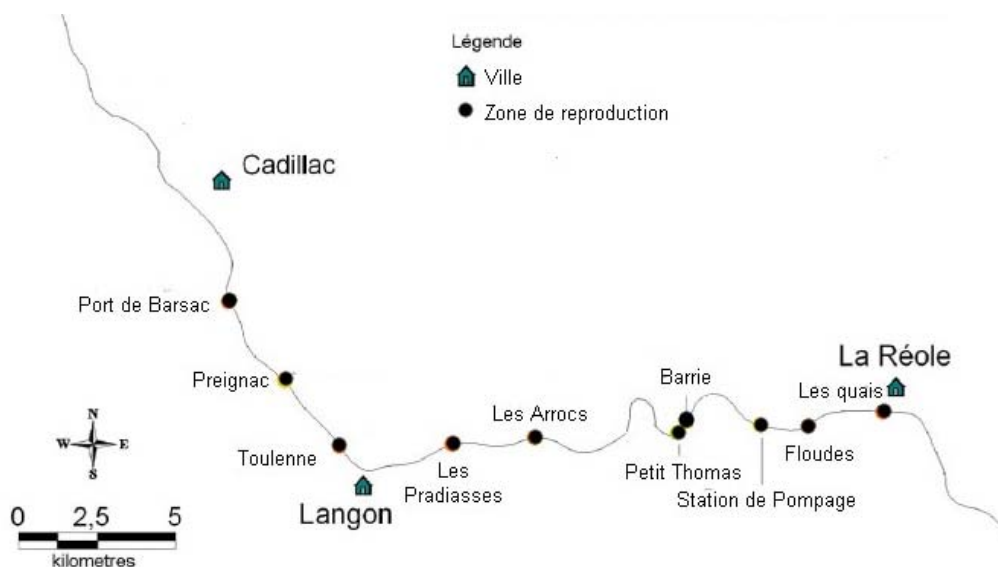 Légende
Ville
Zone de reproduction
Cadillac
Port de Barsac
Preignac
Toulenne
Langon
Les
Pradiasses
Les Arrocs
Barrie
Petit Thomas
Station de Pompage
Floudes
Les quais
La Réole
N
W E
S
0 2,5 5
kilometres